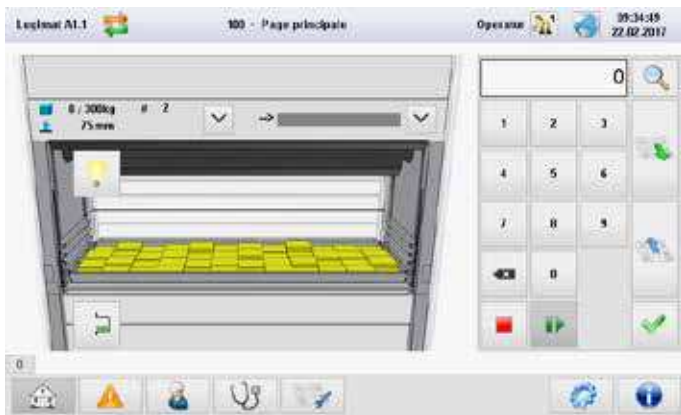 Logimat A1.1
100 - Page principale
Operator
09:34:49
22.02.2017
0
0 / 300kg # 2
75 mm
->
1 2 3
4 5 6
7 8 9
0
0